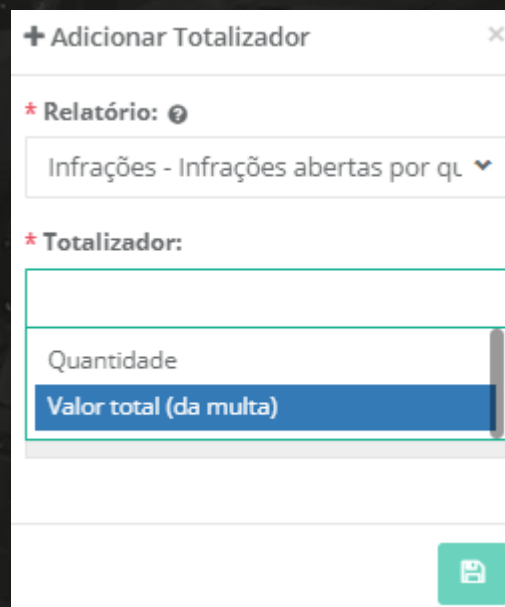 + Adicionar Totalizador ×
* Relatório:
Infrações - Infrações abertas por qu
* Totalizador:
Quantidade
Valor total (da multa)